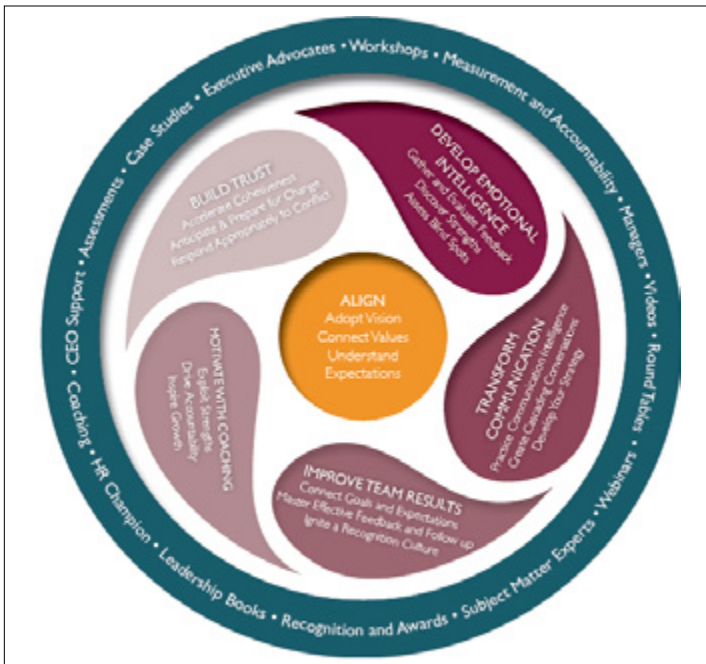 Coaching • CEO Support • Assessments • Case Studies • Executive Advocates • Workshops • Measurement and Accountability • Managers • Videos • Round Tables • Webinars •
HR Champion • Leadership Books • Recognition and Awards • Subject Matter Experts •
DEVELOP EMOTIONAL
INTELLIGENCE
Gather and Evaluate Feedback
Discover Strengths
Assess Blind Spots
TRANSFORM
COMMUNICATION
Practice Communication Intelligence
Create Cascading Conversations
Develop Your Strategy
IMPROVE TEAM RESULTS
Connect Goals and Expectations
Master Effective Feedback and Follow up
Ignite a Recognition Culture
MOTIVATE WITH COACHING
Exploit Strengths
Drive Accountability
Inspire Growth
BUILD TRUST
Accelerate Cohesiveness
Anticipate & Prepare for Change
Respond Appropriately to Conflict
ALIGN
Adopt Vision
Connect Values
Understand
Expectations